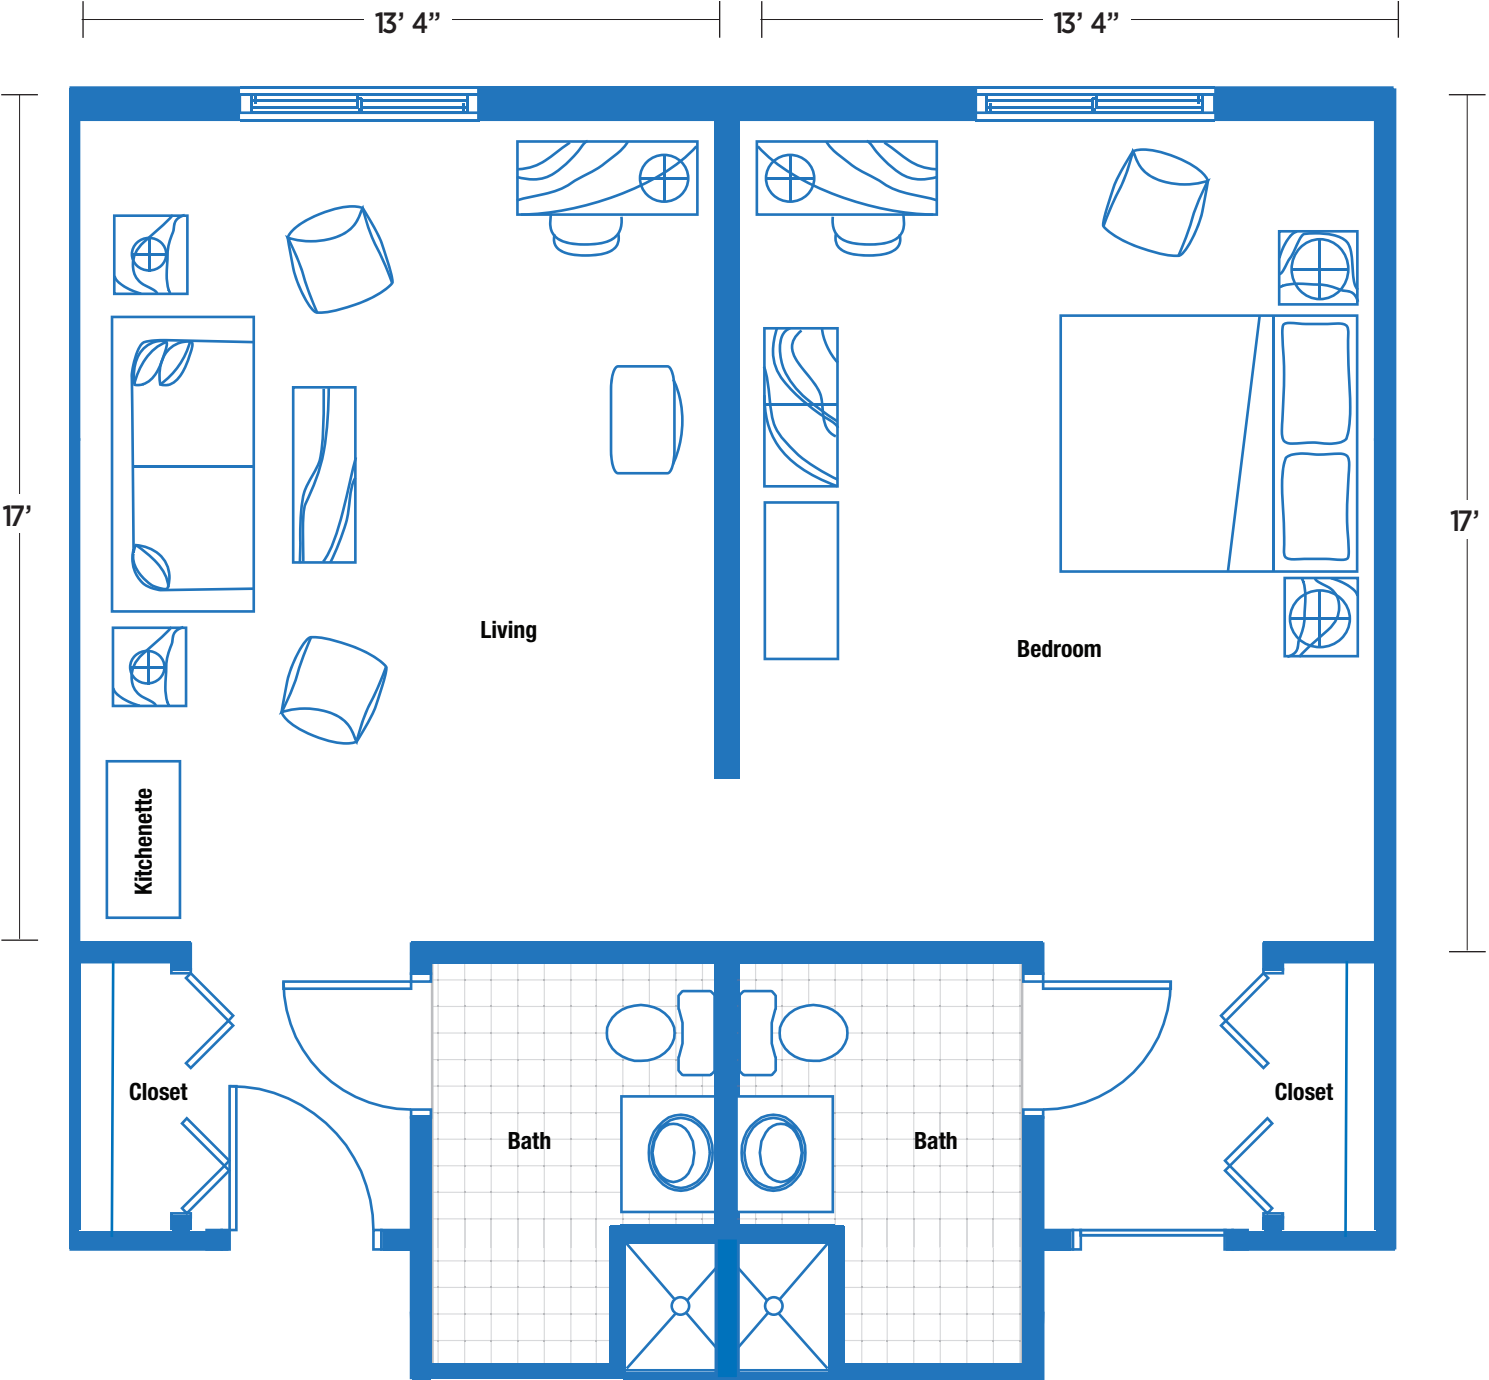 13’ 4”
13’ 4”
17’
17’
Living
Bedroom
Kitchenette
Closet
Closet
Bath
Bath